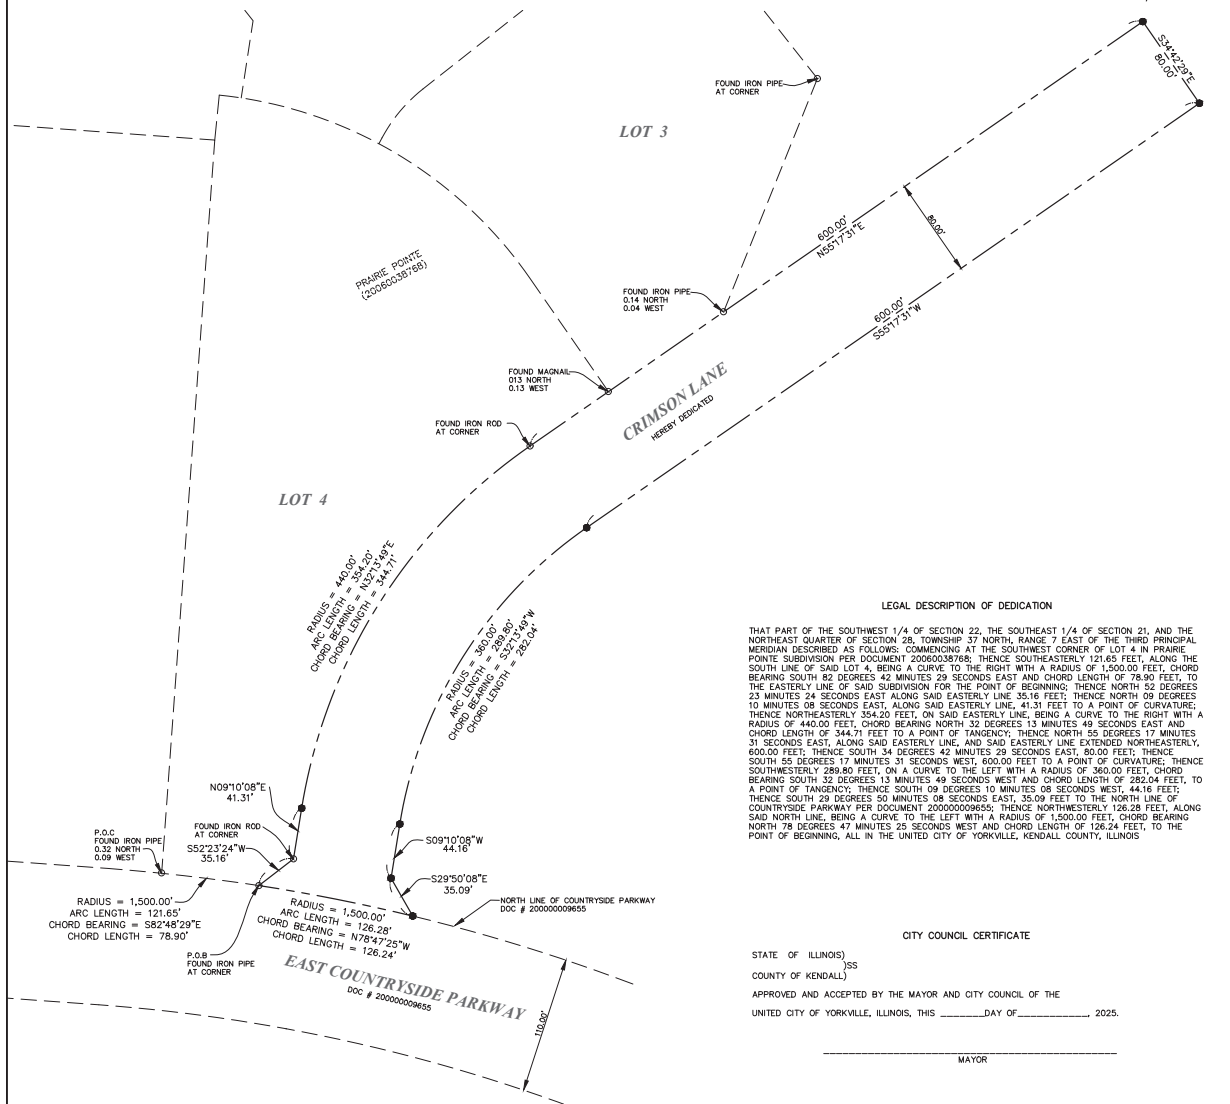 S34°42'29"E
80.00'
FOUND IRON PIPE
AT CORNER
LOT 3
600.00'
N55°17'31"E
80.00'
PRAIRIE POINTE
(20060038768)
FOUND IRON PIPE
0.14 NORTH
0.04 WEST
600.00'
S55°17'31"W
FOUND MAGNAIL
013 NORTH
0.13 WEST
CRIMSON LANE
HEREBY DEDICATED
FOUND IRON ROD
AT CORNER
LOT 4
RADIUS = 440.00'
ARC LENGTH = 354.20'
CHORD BEARING = N32°13'49"E
CHORD LENGTH = 344.71'
RADIUS = 360.00'
ARC LENGTH = 289.80'
CHORD BEARING = S32°13'49"W
CHORD LENGTH = 282.04'
LEGAL DESCRIPTION OF DEDICATION
THAT PART OF THE SOUTHWEST 1/4 OF SECTION 22, THE SOUTHEAST 1/4 OF SECTION 21, AND THE
NORTHEAST QUARTER OF SECTION 28, TOWNSHIP 37 NORTH, RANGE 7 EAST OF THE THIRD PRINCIPAL
MERIDIAN DESCRIBED AS FOLLOWS: COMMENCING AT THE SOUTHWEST CORNER OF LOT 4 IN PRAIRIE
POINTE SUBDIVISION PER DOCUMENT 20060038768; THENCE SOUTHEASTERLY 121.65 FEET, ALONG THE
SOUTH LINE OF SAID LOT 4, BEING A CURVE TO THE RIGHT WITH A RADIUS OF 1,500.00 FEET, CHORD
BEARING SOUTH 82 DEGREES 42 MINUTES 29 SECONDS EAST AND CHORD LENGTH OF 78.90 FEET, TO
THE EASTERLY LINE OF SAID SUBDIVISION FOR THE POINT OF BEGINNING; THENCE NORTH 52 DEGREES
23 MINUTES 24 SECONDS EAST ALONG SAID EASTERLY LINE 35.16 FEET; THENCE NORTH 09 DEGREES
10 MINUTES 08 SECONDS EAST, ALONG SAID EASTERLY LINE, 41.31 FEET TO A POINT OF CURVATURE;
THENCE NORTHEASTERLY 354.20 FEET, ON SAID EASTERLY LINE, BEING A CURVE TO THE RIGHT WITH A
RADIUS OF 440.00 FEET, CHORD BEARING NORTH 32 DEGREES 13 MINUTES 49 SECONDS EAST AND
CHORD LENGTH OF 344.71 FEET TO A POINT OF TANGENCY; THENCE NORTH 55 DEGREES 17 MINUTES
31 SECONDS EAST, ALONG SAID EASTERLY LINE, AND SAID EASTERLY LINE EXTENDED NORTHEASTERLY,
600.00 FEET; THENCE SOUTH 34 DEGREES 42 MINUTES 29 SECONDS EAST, 80.00 FEET; THENCE
SOUTH 55 DEGREES 17 MINUTES 31 SECONDS WEST, 600.00 FEET TO A POINT OF CURVATURE; THENCE
SOUTHWESTERLY 289.80 FEET, ON A CURVE TO THE LEFT WITH A RADIUS OF 360.00 FEET, CHORD
BEARING SOUTH 32 DEGREES 13 MINUTES 49 SECONDS WEST AND CHORD LENGTH OF 282.04 FEET TO
A POINT OF TANGENCY; THENCE SOUTH 09 DEGREES 10 MINUTES 08 SECONDS WEST, 44.16 FEET;
THENCE SOUTH 29 DEGREES 50 MINUTES 08 SECONDS EAST, 35.09 FEET TO THE NORTH LINE OF
COUNTRYSIDE PARKWAY PER DOCUMENT 200000009655; THENCE NORTHWESTERLY 126.28 FEET, ALONG
SAID NORTH LINE, BEING A CURVE TO THE LEFT WITH A RADIUS OF 1,500.00 FEET, CHORD BEARING
NORTH 78 DEGREES 47 MINUTES 25 SECONDS WEST AND CHORD LENGTH OF 126.24 FEET, TO THE
POINT OF BEGINNING, ALL IN THE UNITED CITY OF YORKVILLE, KENDALL COUNTY, ILLINOIS
N09°10'08"E
41.31'
FOUND IRON ROD
AT CORNER
S52°23'24"W
35.16'
P.O.C
FOUND IRON PIPE
0.32 NORTH
0.09 WEST
S09°10'08"W
44.16'
S29°50'08"E
35.09'
RADIUS = 1,500.00'
ARC LENGTH = 121.65'
CHORD BEARING = S82°48'29"E
CHORD LENGTH = 78.90'
RADIUS = 1,500.00'
ARC LENGTH = 126.28'
CHORD BEARING = N78°47'25"W
CHORD LENGTH = 126.24'
NORTH LINE OF COUNTRYSIDE PARKWAY
DOC # 200000009655
P.O.B
FOUND IRON PIPE
AT CORNER
EAST COUNTRYSIDE PARKWAY
DOC # 200000009655
110.00'
CITY COUNCIL CERTIFICATE
STATE OF ILLINOIS)
)SS
COUNTY OF KENDALL)
APPROVED AND ACCEPTED BY THE MAYOR AND CITY COUNCIL OF THE
UNITED CITY OF YORKVILLE, ILLINOIS, THIS _______DAY OF___________, 2025.
MAYOR